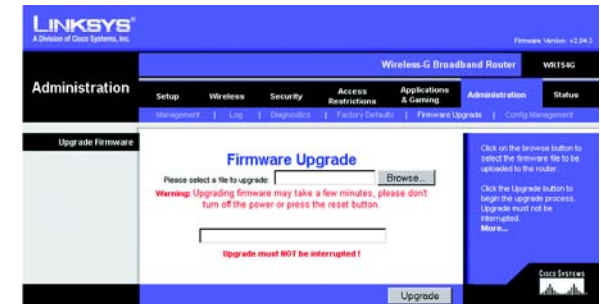 LINKSYS®
A Division of Cisco Systems, Inc.
Firmware Version: v2.04.3
Wireless-G Broadband Router WRT54G
Administration
Setup Wireless Security Access Restrictions Applications & Gaming Administration Status
Management | Log | Diagnostics | Factory Defaults | Firmware Upgrade | Config Management
Upgrade Firmware
Firmware Upgrade
Please select a file to upgrade: Browse...
Warning: Upgrading firmware may take a few minutes, please don't
turn off the power or press the reset button.
Upgrade must NOT be interrupted !
Upgrade
Click on the browse button to
select the firmware file to be
uploaded to the router.
Click the Upgrade button to
begin the upgrade process.
Upgrade must not be
interrupted.
More...
CISCO SYSTEMS